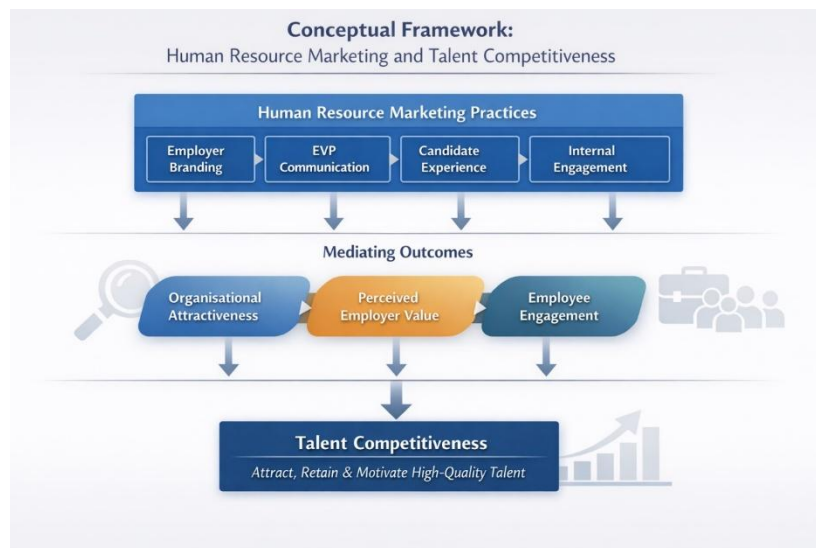 Conceptual Framework:
Human Resource Marketing and Talent Competitiveness
Human Resource Marketing Practices
Employer
Branding
EVP
Communication
Candidate
Experience
Internal
Engagement
Mediating Outcomes
Organisational
Attractiveness
Perceived
Employer Value
Employee
Engagement
Talent Competitiveness
Attract, Retain & Motivate High-Quality Talent